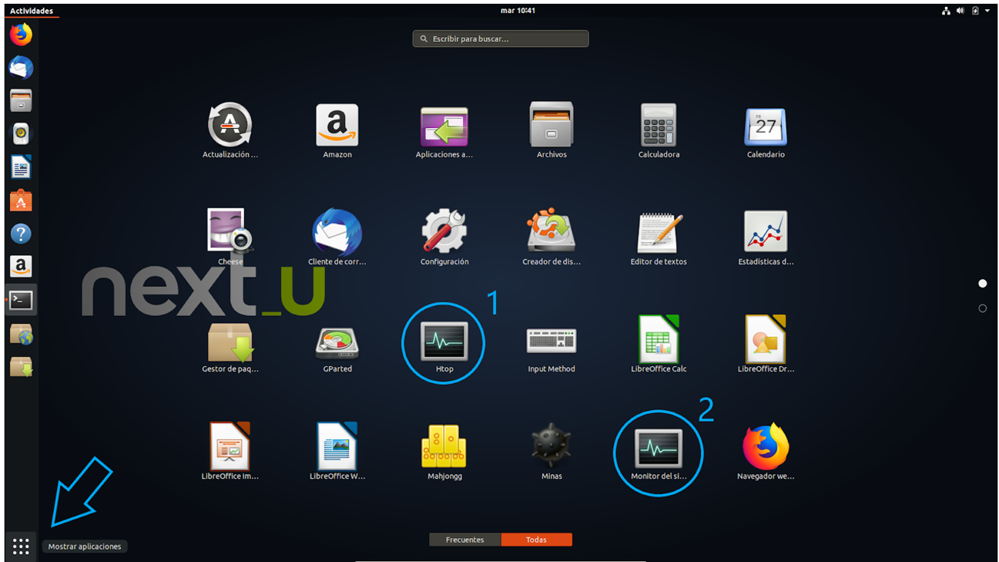 Actividades
mar 10:41
Escribir para buscar...
Actualización ...
Amazon
Aplicaciones a...
Archivos
Calculadora
Calendario
FRI
27
Cheese
Cliente de corr...
Configuración
Creador de dis...
Editor de textos
Estadísticas d...
next_u
1
Gestor de paq...
GParted
Htop
Input Method
LibreOffice Calc
LibreOffice Dr...
2
LibreOffice Im...
LibreOffice W...
Mahjongg
Minas
Monitor del si...
Navegador we...
Frecuentes
Todas
Mostrar aplicaciones